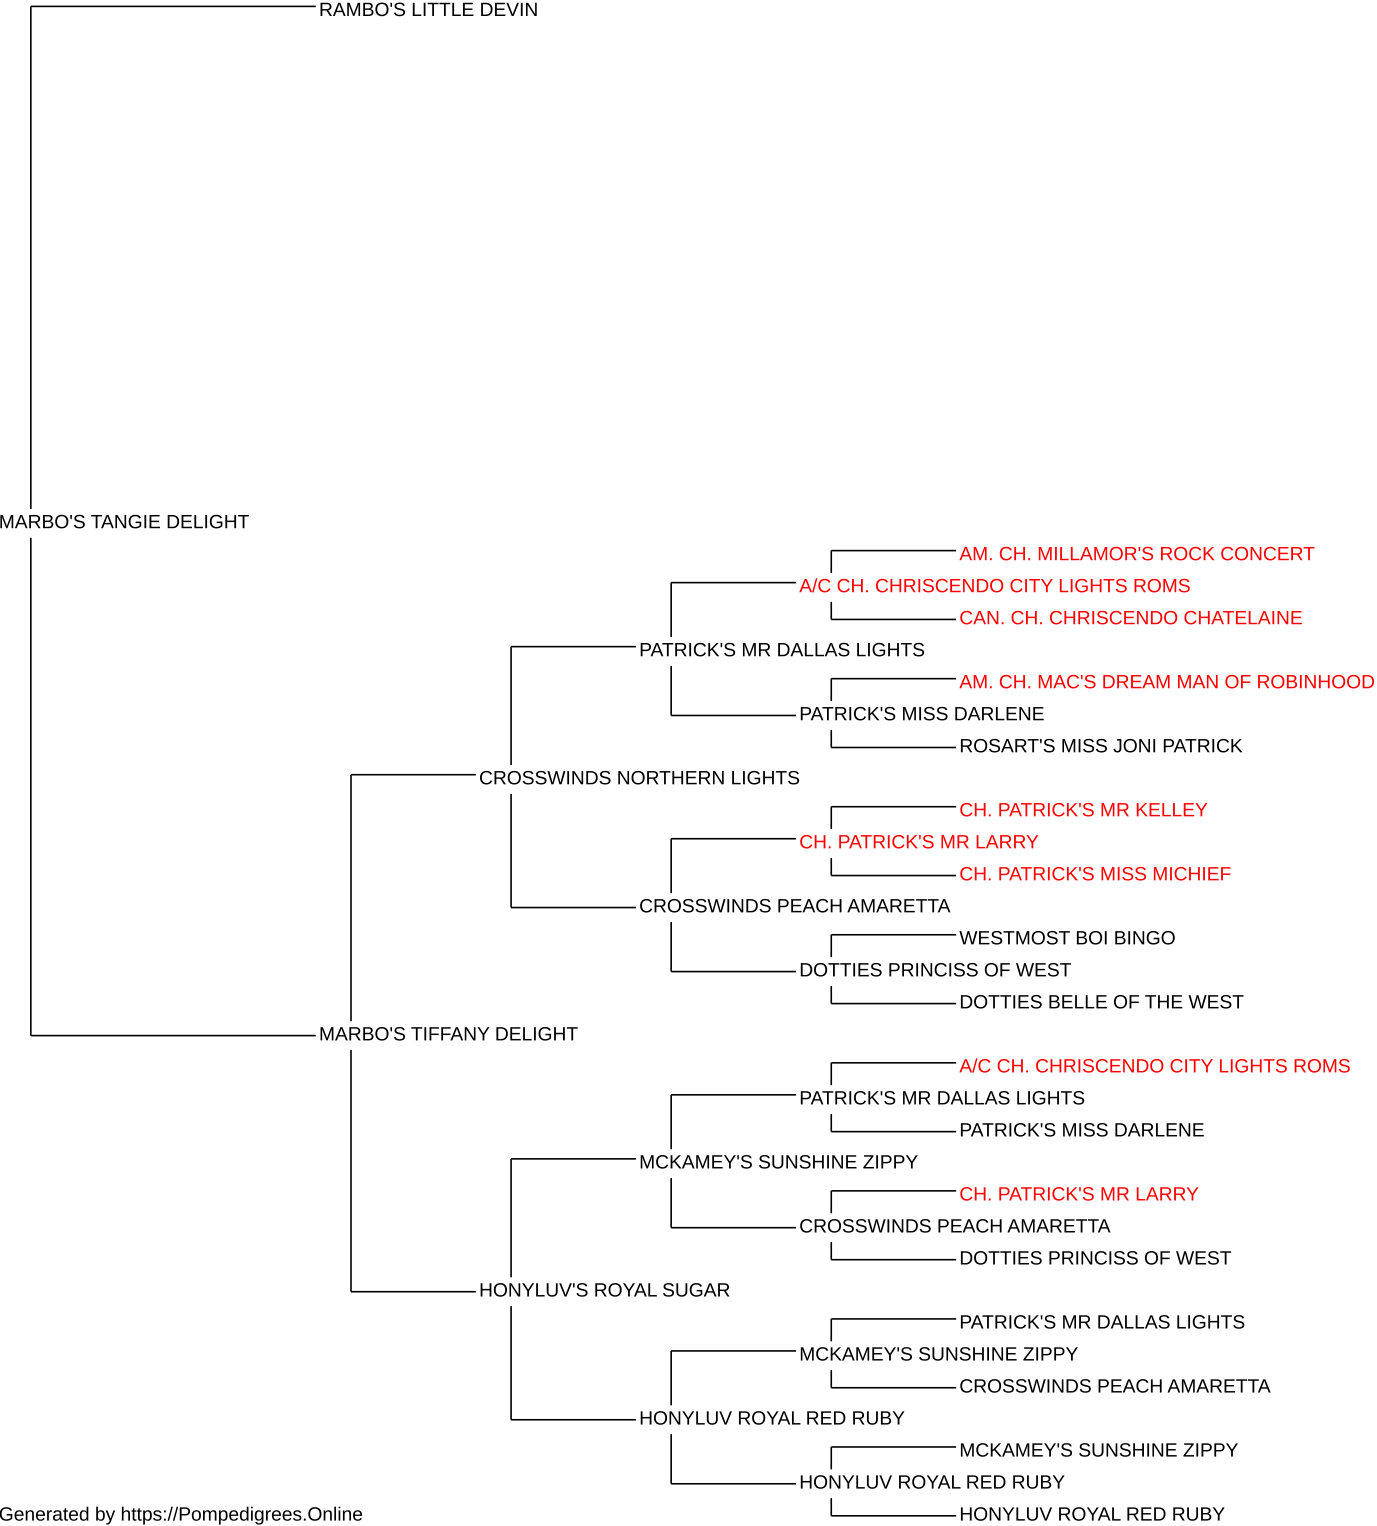 RAMBO'S LITTLE DEVIN
MARBO'S TANGIE DELIGHT
AM. CH. MILLAMOR'S ROCK CONCERT
A/C CH. CHRISCENDO CITY LIGHTS ROMS
CAN. CH. CHRISCENDO CHATELAINE
PATRICK'S MR DALLAS LIGHTS
AM. CH. MAC'S DREAM MAN OF ROBINHOOD
PATRICK'S MISS DARLENE
ROSART'S MISS JONI PATRICK
CROSSWINDS NORTHERN LIGHTS
CH. PATRICK'S MR KELLEY
CH. PATRICK'S MR LARRY
CH. PATRICK'S MISS MICHIEF
CROSSWINDS PEACH AMARETTA
WESTMOST BOI BINGO
DOTTIES PRINCISS OF WEST
DOTTIES BELLE OF THE WEST
MARBO'S TIFFANY DELIGHT
A/C CH. CHRISCENDO CITY LIGHTS ROMS
PATRICK'S MR DALLAS LIGHTS
PATRICK'S MISS DARLENE
MCKAMEY'S SUNSHINE ZIPPY
CH. PATRICK'S MR LARRY
CROSSWINDS PEACH AMARETTA
DOTTIES PRINCISS OF WEST
HONYLUV'S ROYAL SUGAR
PATRICK'S MR DALLAS LIGHTS
MCKAMEY'S SUNSHINE ZIPPY
CROSSWINDS PEACH AMARETTA
HONYLUV ROYAL RED RUBY
MCKAMEY'S SUNSHINE ZIPPY
HONYLUV ROYAL RED RUBY
HONYLUV ROYAL RED RUBY
Generated by https://Pompedigrees.Online